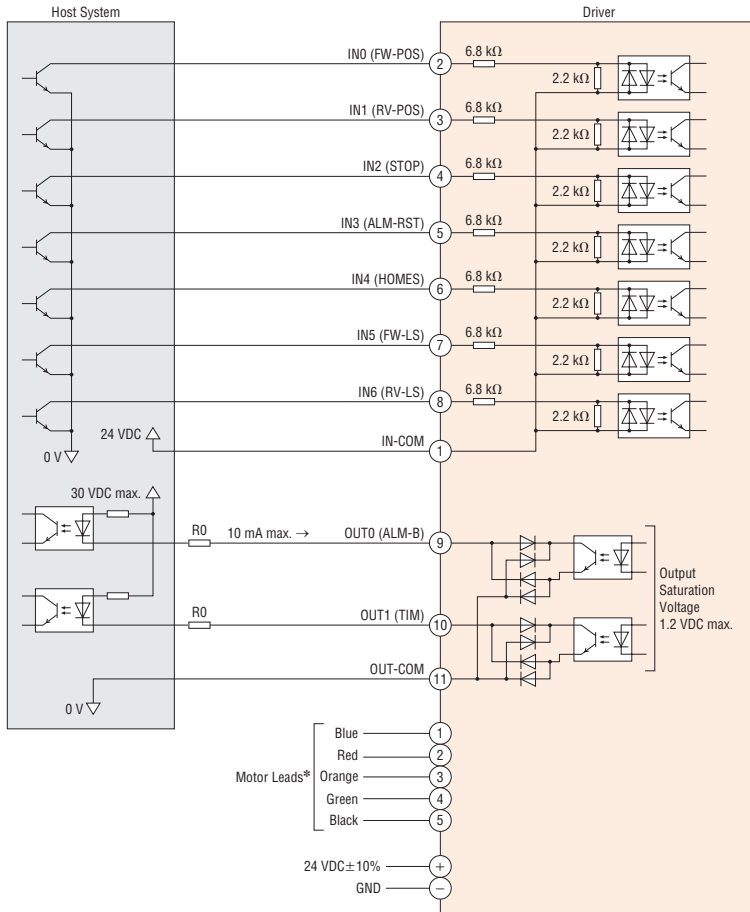 Host System
Driver
IN0 (FW-POS)
2
6.8 kΩ
2.2 kΩ
IN1 (RV-POS)
3
6.8 kΩ
2.2 kΩ
IN2 (STOP)
4
6.8 kΩ
2.2 kΩ
IN3 (ALM-RST)
5
6.8 kΩ
2.2 kΩ
IN4 (HOMES)
6
6.8 kΩ
2.2 kΩ
IN5 (FW-LS)
7
6.8 kΩ
2.2 kΩ
IN6 (RV-LS)
8
6.8 kΩ
2.2 kΩ
24 VDC
0 V
IN-COM
1
30 VDC max.
R0
10 mA max. →
OUT0 (ALM-B)
9
R0
OUT1 (TIM)
10
Output
Saturation
Voltage
1.2 VDC max.
OUT-COM
11
0 V
Motor Leads*
Blue 1
Red 2
Orange 3
Green 4
Black 5
24 VDC±10% +
GND −